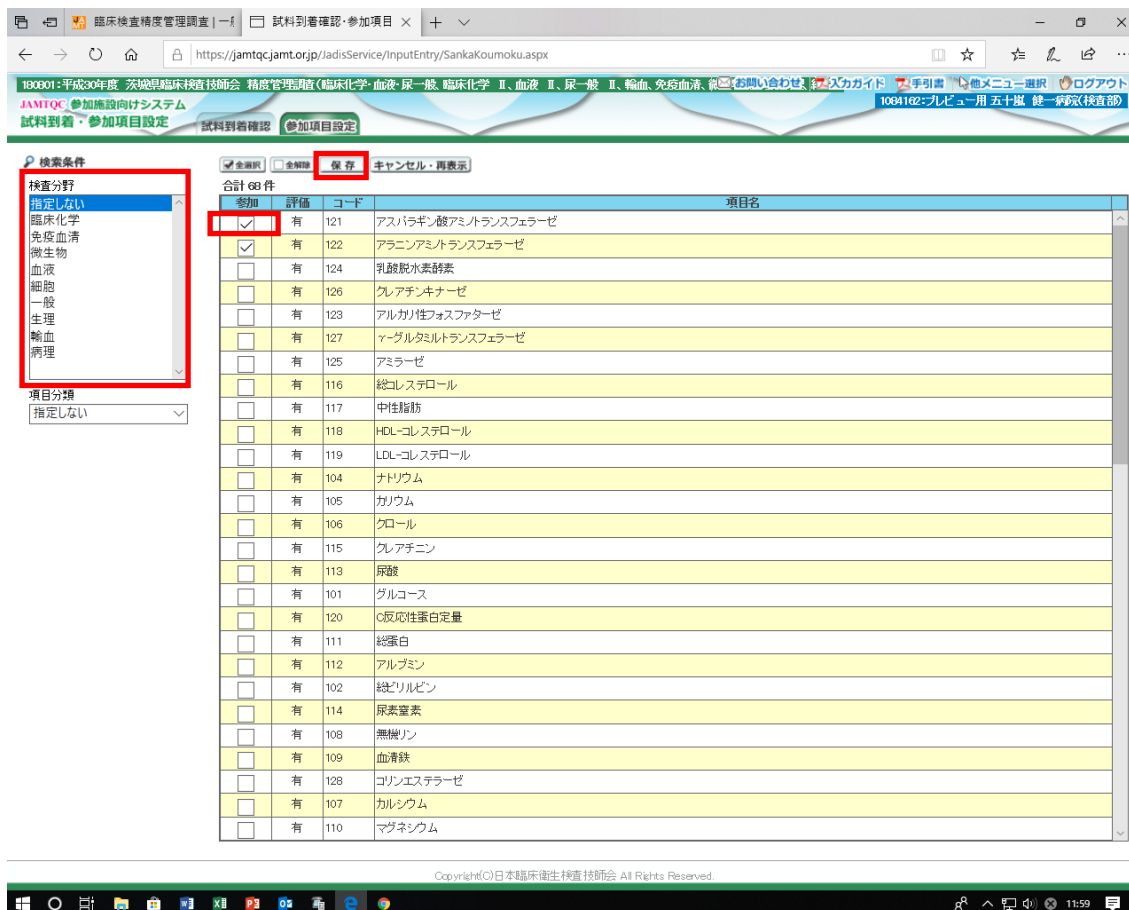 臨床検査精度管理調査 | 一般
試料到着確認・参加項目
https://jamtqc.jamt.or.jp/JadisService/InputEntry/SankaKoumoku.aspx
180801:平成30年度 茨城県臨床検査技師会 精度管理調査(臨床化学・血液・尿一般、臨床化学 Ⅱ、血液 Ⅱ、尿一般 Ⅱ、輸血、免疫血清、
お問い合わせ 入力ガイド 手引書 他メニュー選択 ログアウト
JAMTQC 参加施設向けシステム
1084162:プレビュー用 五十嵐 健一病院(検査部)
試料到着・参加項目設定
試料到着確認 参加項目設定
検索条件
全選択 全解除 保存 キャンセル・再表示
検査分野
合計 68 件
指定しない
臨床化学
免疫血清
微生物
血液
細胞
一般
生理
輸血
病理
項目分類
指定しない
参加 評価 コード 項目名
有 121 アスパラギン酸アミノトランスフェラーゼ
有 122 アラニンアミノトランスフェラーゼ
有 124 乳酸脱水素酵素
有 126 クレアチンキナーゼ
有 123 アルカリ性フォスファターゼ
有 127 γ-グルタミルトランスフェラーゼ
有 125 アミラーゼ
有 116 総コレステロール
有 117 中性脂肪
有 118 HDL-コレステロール
有 119 LDL-コレステロール
有 104 ナトリウム
有 105 カリウム
有 106 クロール
有 115 クレアチニン
有 113 尿酸
有 101 グルコース
有 120 C反応性蛋白定量
有 111 総蛋白
有 112 アルブミン
有 102 総ビリルビン
有 114 尿素窒素
有 108 無機リン
有 109 血清鉄
有 128 コリンエステラーゼ
有 107 カルシウム
有 110 マグネシウム
Copyright(C)日本臨床衛生検査技師会 All Rights Reserved.
11:59